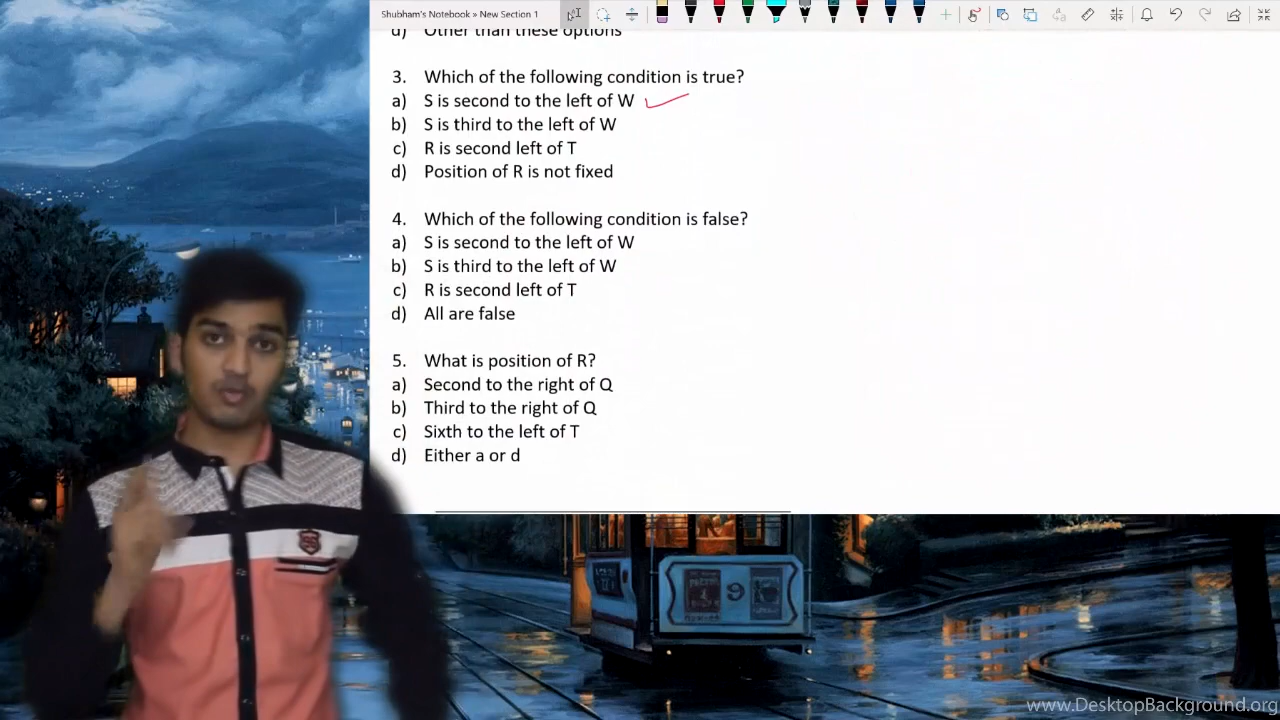 Shubham's Notebook » New Section 1
d) Other than these options
3. Which of the following condition is true?
a) S is second to the left of W
b) S is third to the left of W
c) R is second left of T
d) Position of R is not fixed
4. Which of the following condition is false?
a) S is second to the left of W
b) S is third to the left of W
c) R is second left of T
d) All are false
5. What is position of R?
a) Second to the right of Q
b) Third to the right of Q
c) Sixth to the left of T
d) Either a or d
9
www.DesktopBackground.org